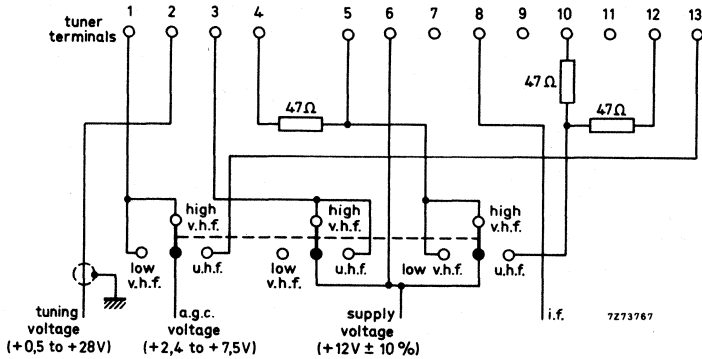 tuner
terminals
1 2 3 4 5 6 7 8 9 10 11 12 13
47Ω
47Ω
47Ω
high
v.h.f.
high
v.h.f.
high
v.h.f.
low
v.h.f.
u.h.f.
low
v.h.f.
u.h.f.
low v.h.f.
u.h.f.
tuning
voltage
(+0,5 to +28V)
a.g.c.
voltage
(+2,4 to +7,5V)
supply
voltage
(+12V ± 10%)
i.f.
7Z73767